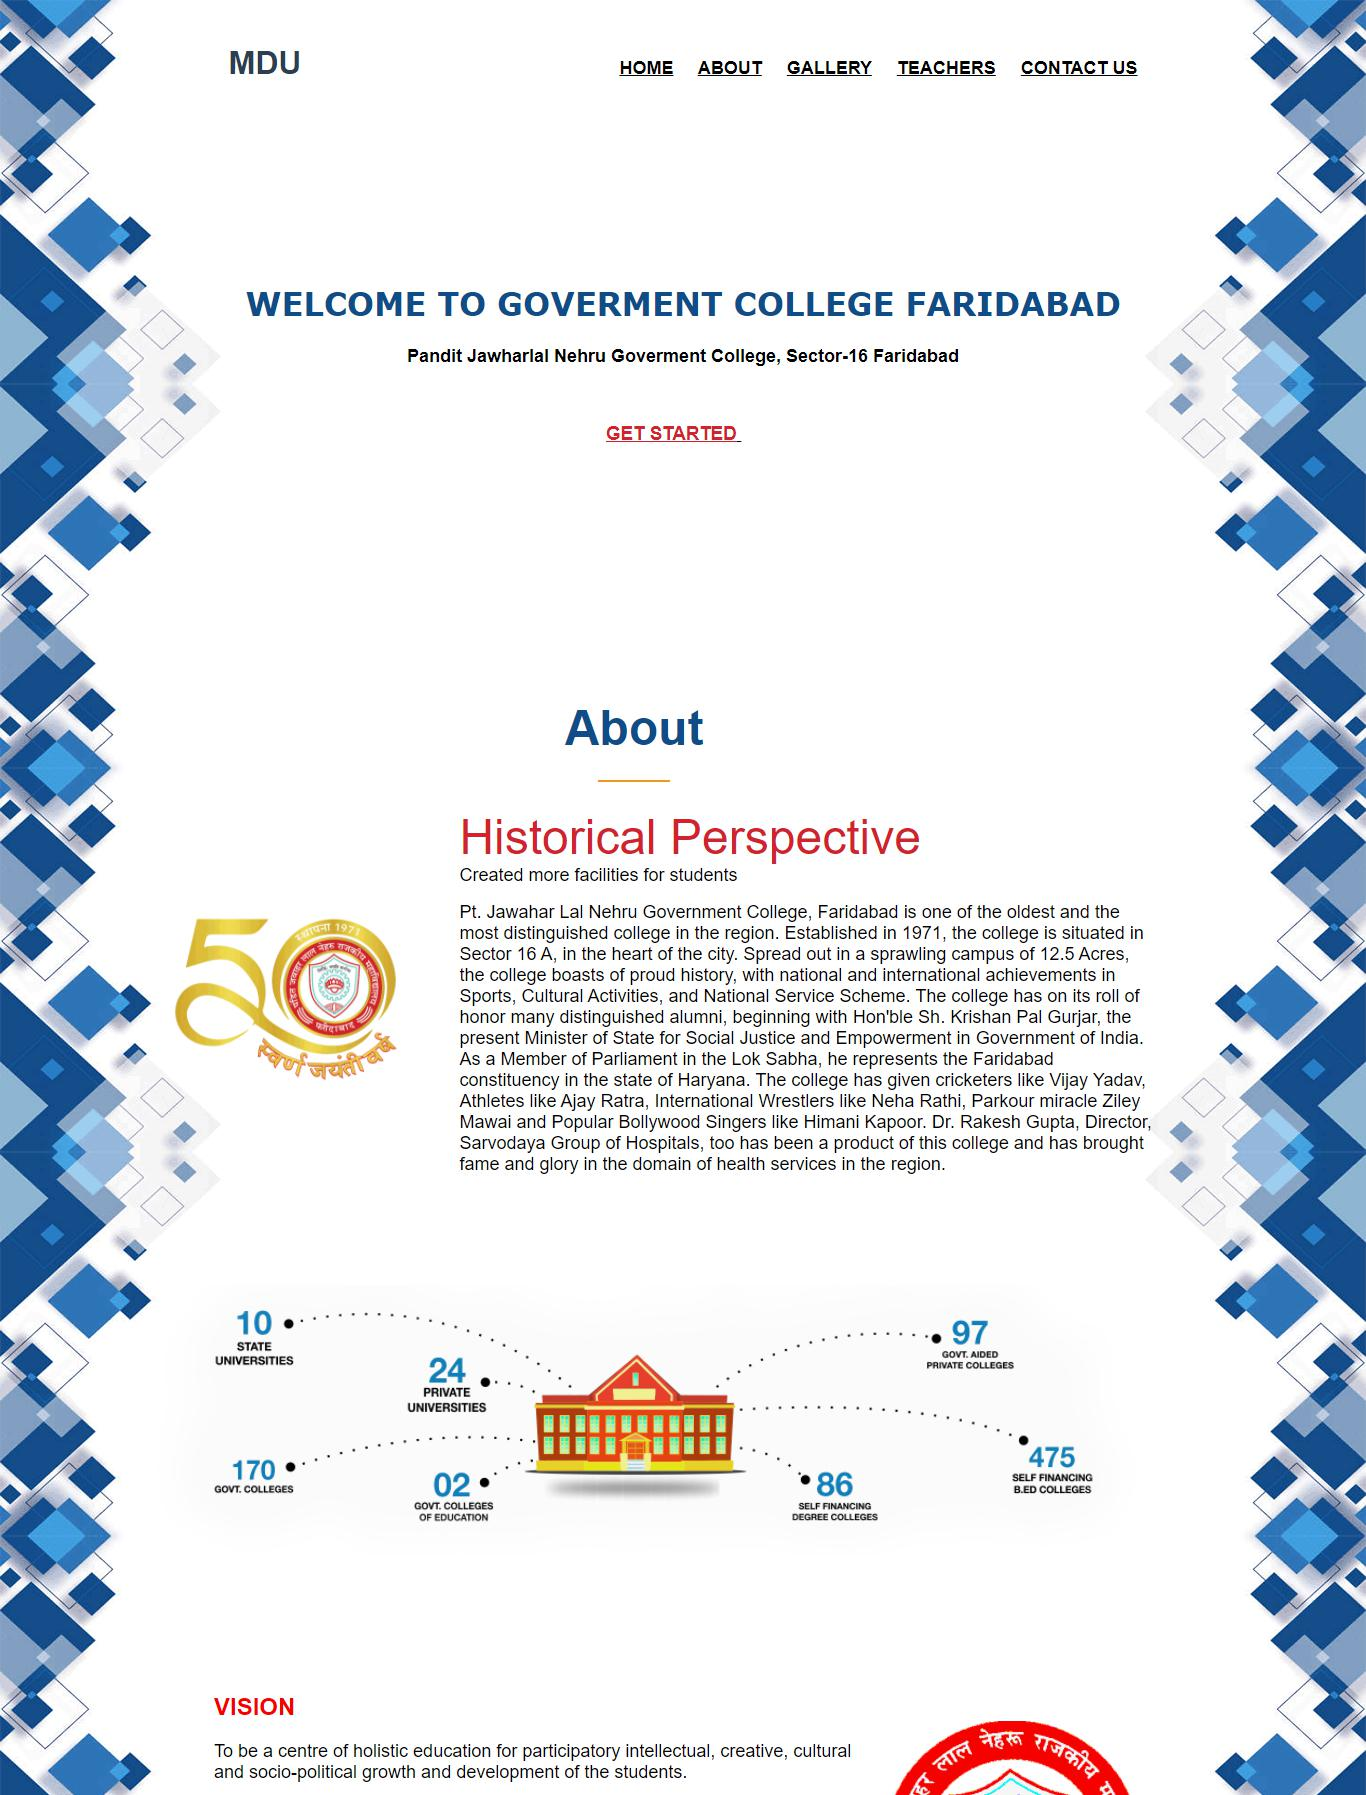 MDU
HOME ABOUT GALLERY TEACHERS CONTACT US
WELCOME TO GOVERMENT COLLEGE FARIDABAD
Pandit Jawharlal Nehru Goverment College, Sector-16 Faridabad
GET STARTED
About
Historical Perspective
Created more facilities for students
Pt. Jawahar Lal Nehru Government College, Faridabad is one of the oldest and the
most distinguished college in the region. Established in 1971, the college is situated in
Sector 16 A, in the heart of the city. Spread out in a sprawling campus of 12.5 Acres,
the college boasts of proud history, with national and international achievements in
Sports, Cultural Activities, and National Service Scheme. The college has on its roll of
honor many distinguished alumni, beginning with Hon'ble Sh. Krishan Pal Gurjar, the
present Minister of State for Social Justice and Empowerment in Government of India.
As a Member of Parliament in the Lok Sabha, he represents the Faridabad
constituency in the state of Haryana. The college has given cricketers like Vijay Yadav,
Athletes like Ajay Ratra, International Wrestlers like Neha Rathi, Parkour miracle Ziley
Mawai and Popular Bollywood Singers like Himani Kapoor. Dr. Rakesh Gupta, Director,
Sarvodaya Group of Hospitals, too has been a product of this college and has brought
fame and glory in the domain of health services in the region.
50
स्थापना 1971
पंडित जवाहर लाल नेहरू राजकीय महाविद्यालय
फरीदाबाद
स्वर्ण जयंती वर्ष
10
STATE
UNIVERSITIES
24
PRIVATE
UNIVERSITIES
170
GOVT. COLLEGES
02
GOVT. COLLEGES
OF EDUCATION
97
GOVT. AIDED
PRIVATE COLLEGES
475
SELF FINANCING
B.ED COLLEGES
86
SELF FINANCING
DEGREE COLLEGES
VISION
To be a centre of holistic education for participatory intellectual, creative, cultural
and socio-political growth and development of the students.
लाल नेहरू राजकीय